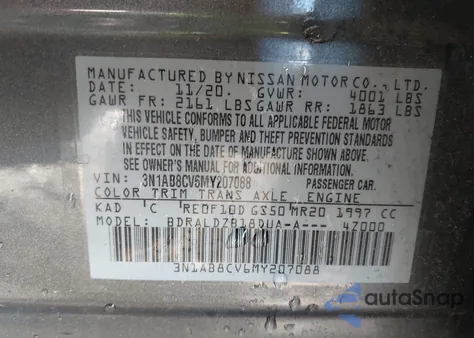 MANUFACTURED BY NISSAN MOTOR CO., LTD.
DATE: 11/20. GVWR: 4001 LBS
GAWR FR: 2161 LBS GAWR RR: 1863 LBS
THIS VEHICLE CONFORMS TO ALL APPLICABLE FEDERAL MOTOR
VEHICLE SAFETY, BUMPER AND THEFT PREVENTION STANDARDS
IN EFFECT ON THE DATE OF MANUFACTURE SHOWN ABOVE.
SEE OWNER'S MANUAL FOR ADDITIONAL INFORMATION.
VIN: 3N1AB8CV6MY207088 PASSENGER CAR.
COLOR TRIM TRANS AXLE ENGINE
KAD C RE0F10D GS50 MR20 1997 CC
MODEL: BDRALDZB18DUA-A--- 4Z000
3N1AB8CV6MY207088
autoSnap